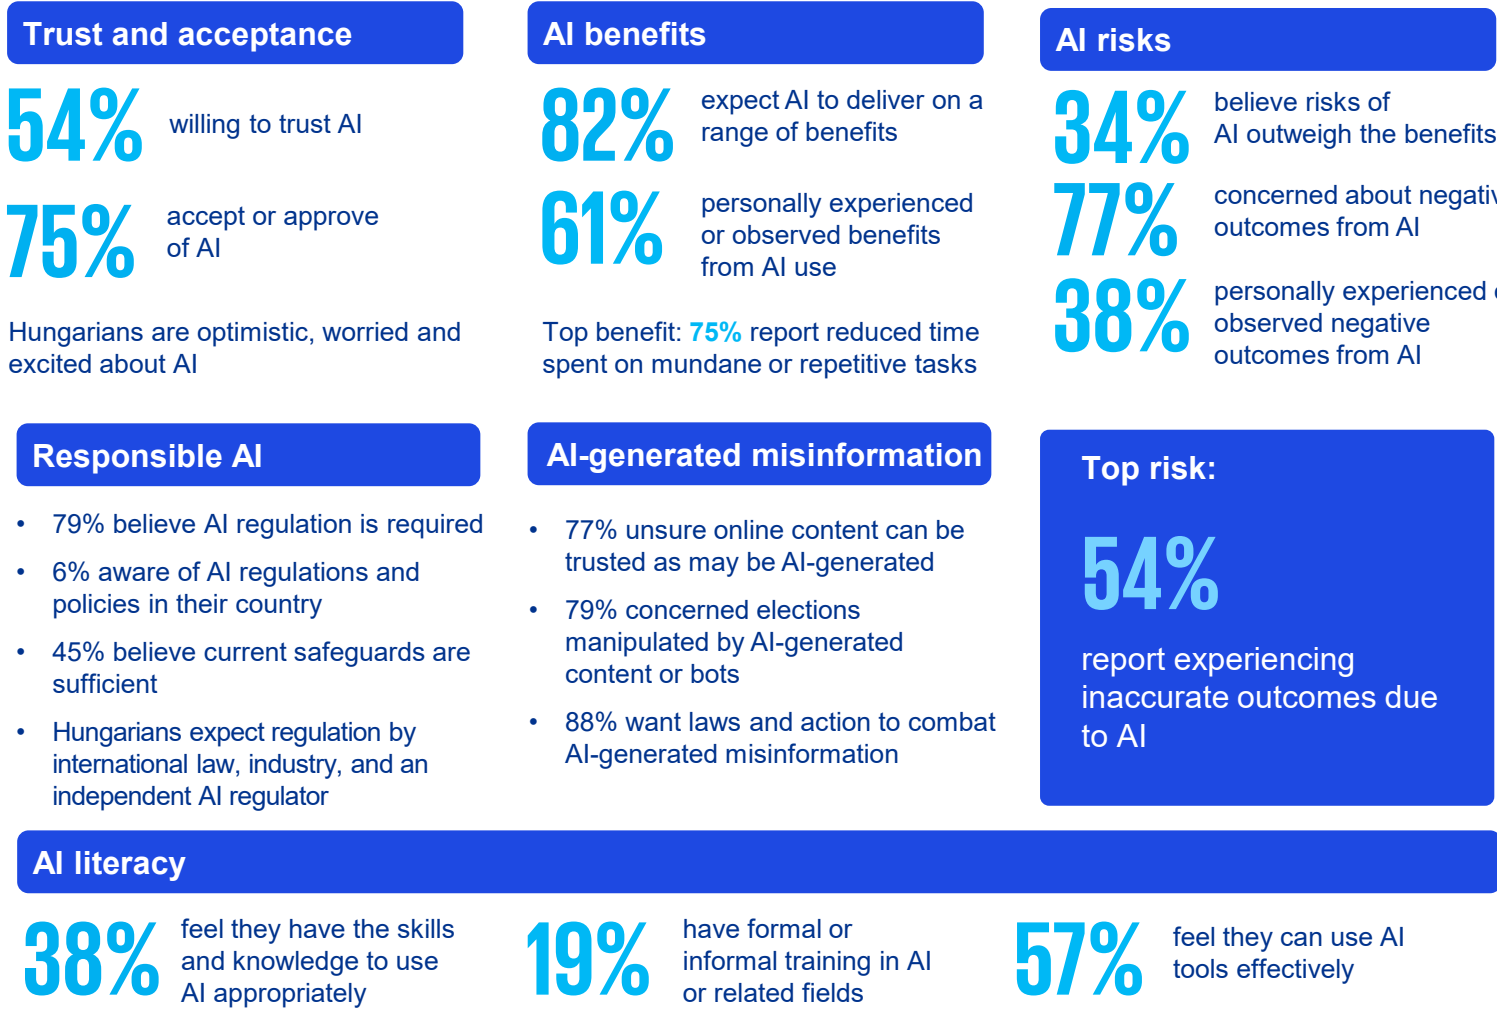 Trust and acceptance
54%
willing to trust AI
75%
accept or approve
of AI
Hungarians are optimistic, worried and
excited about AI
AI benefits
82%
expect AI to deliver on a
range of benefits
61%
personally experienced
or observed benefits
from AI use
Top benefit: 75% report reduced time
spent on mundane or repetitive tasks
AI risks
34%
believe risks of
AI outweigh the benefits
77%
concerned about
outcomes from AI
38%
personally experienced
observed negative
outcomes from AI
Responsible AI
• 79% believe AI regulation is required
• 6% aware of AI regulations and
policies in their country
• 45% believe current safeguards are
sufficient
• Hungarians expect regulation by
international law, industry, and an
independent AI regulator
AI-generated misinformation
• 77% unsure online content can be
trusted as may be AI-generated
• 79% concerned elections
manipulated by AI-generated
content or bots
• 88% want laws and action to combat
AI-generated misinformation
Top risk:
54%
report experiencing
inaccurate outcomes due
to AI
AI literacy
38%
feel they have the skills
and knowledge to use
AI appropriately
19%
have formal or
informal training in AI
or related fields
57%
feel they can use AI
tools effectively